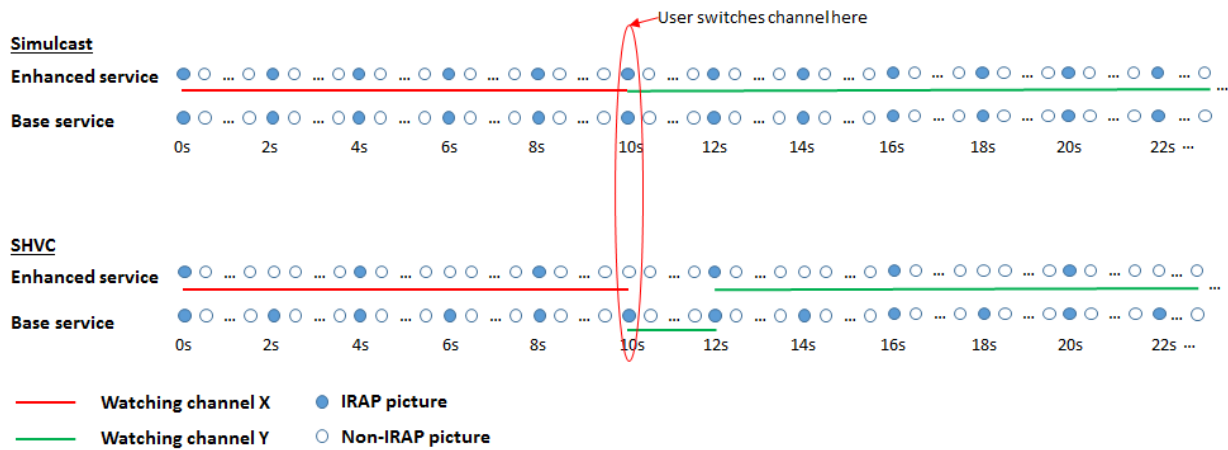 User switches channel here
Simulcast
Enhanced service ... ... ... ... ... ... ... ... ... ... ... ...
...
Base service ... ... ... ... ... ... ... ... ... ... ... ...
0s 2s 4s 6s 8s 10s 12s 14s 16s 18s 20s 22s ...
SHVC
Enhanced service ... ... ... ... ... ... ... ... ... ... ... ...
...
Base service ... ... ... ... ... ... ... ... ... ... ... ...
0s 2s 4s 6s 8s 10s 12s 14s 16s 18s 20s 22s ...
Watching channel X IRAP picture
Watching channel Y Non-IRAP picture